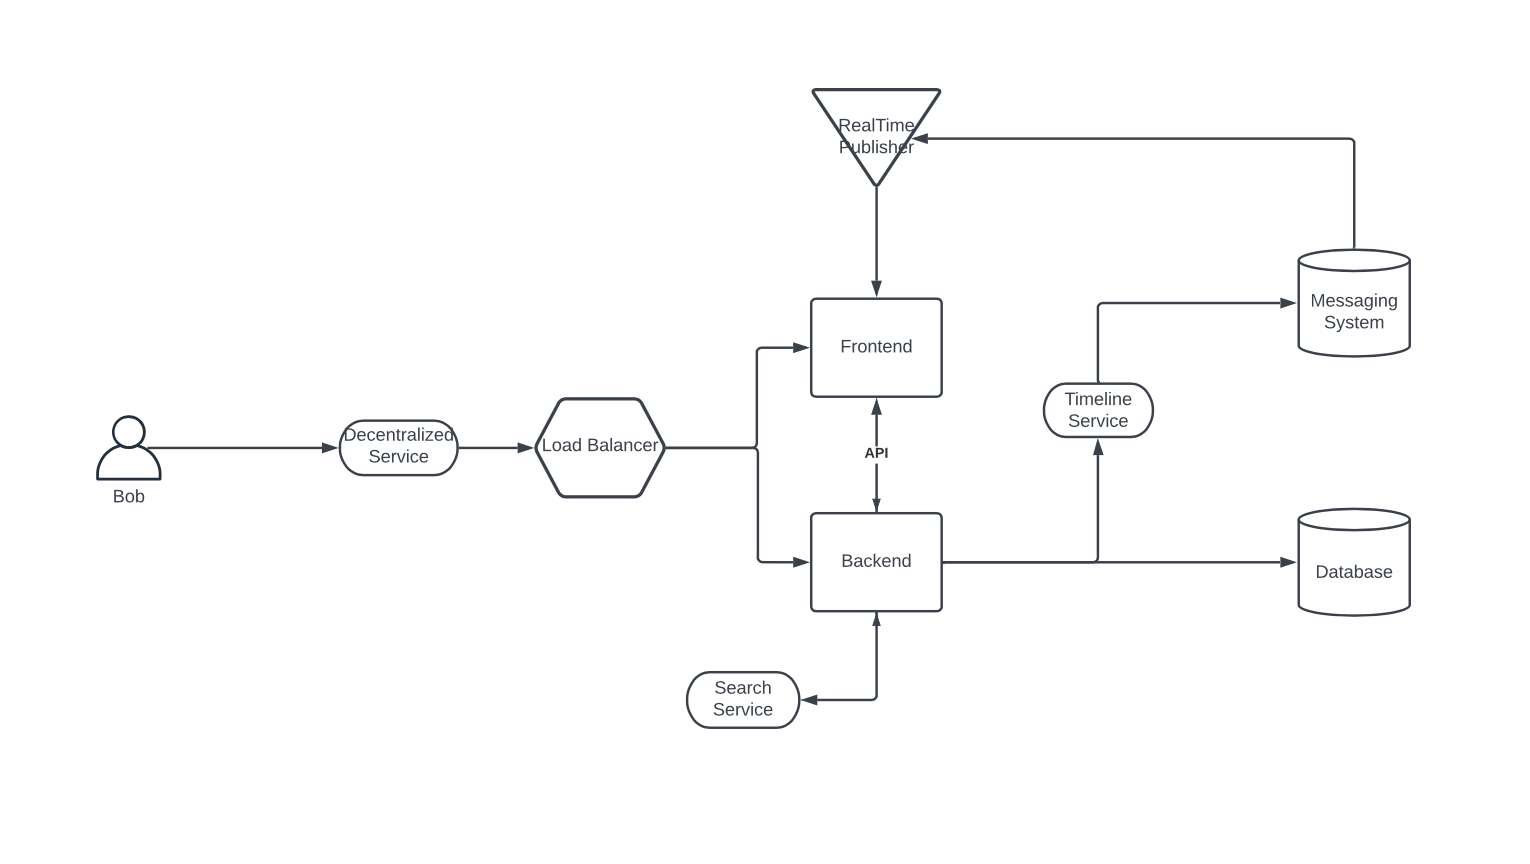 RealTime
Publisher
Messaging
System
Frontend
Timeline
Service
Decentralized
Service
Load Balancer
API
Bob
Backend
Database
Search
Service